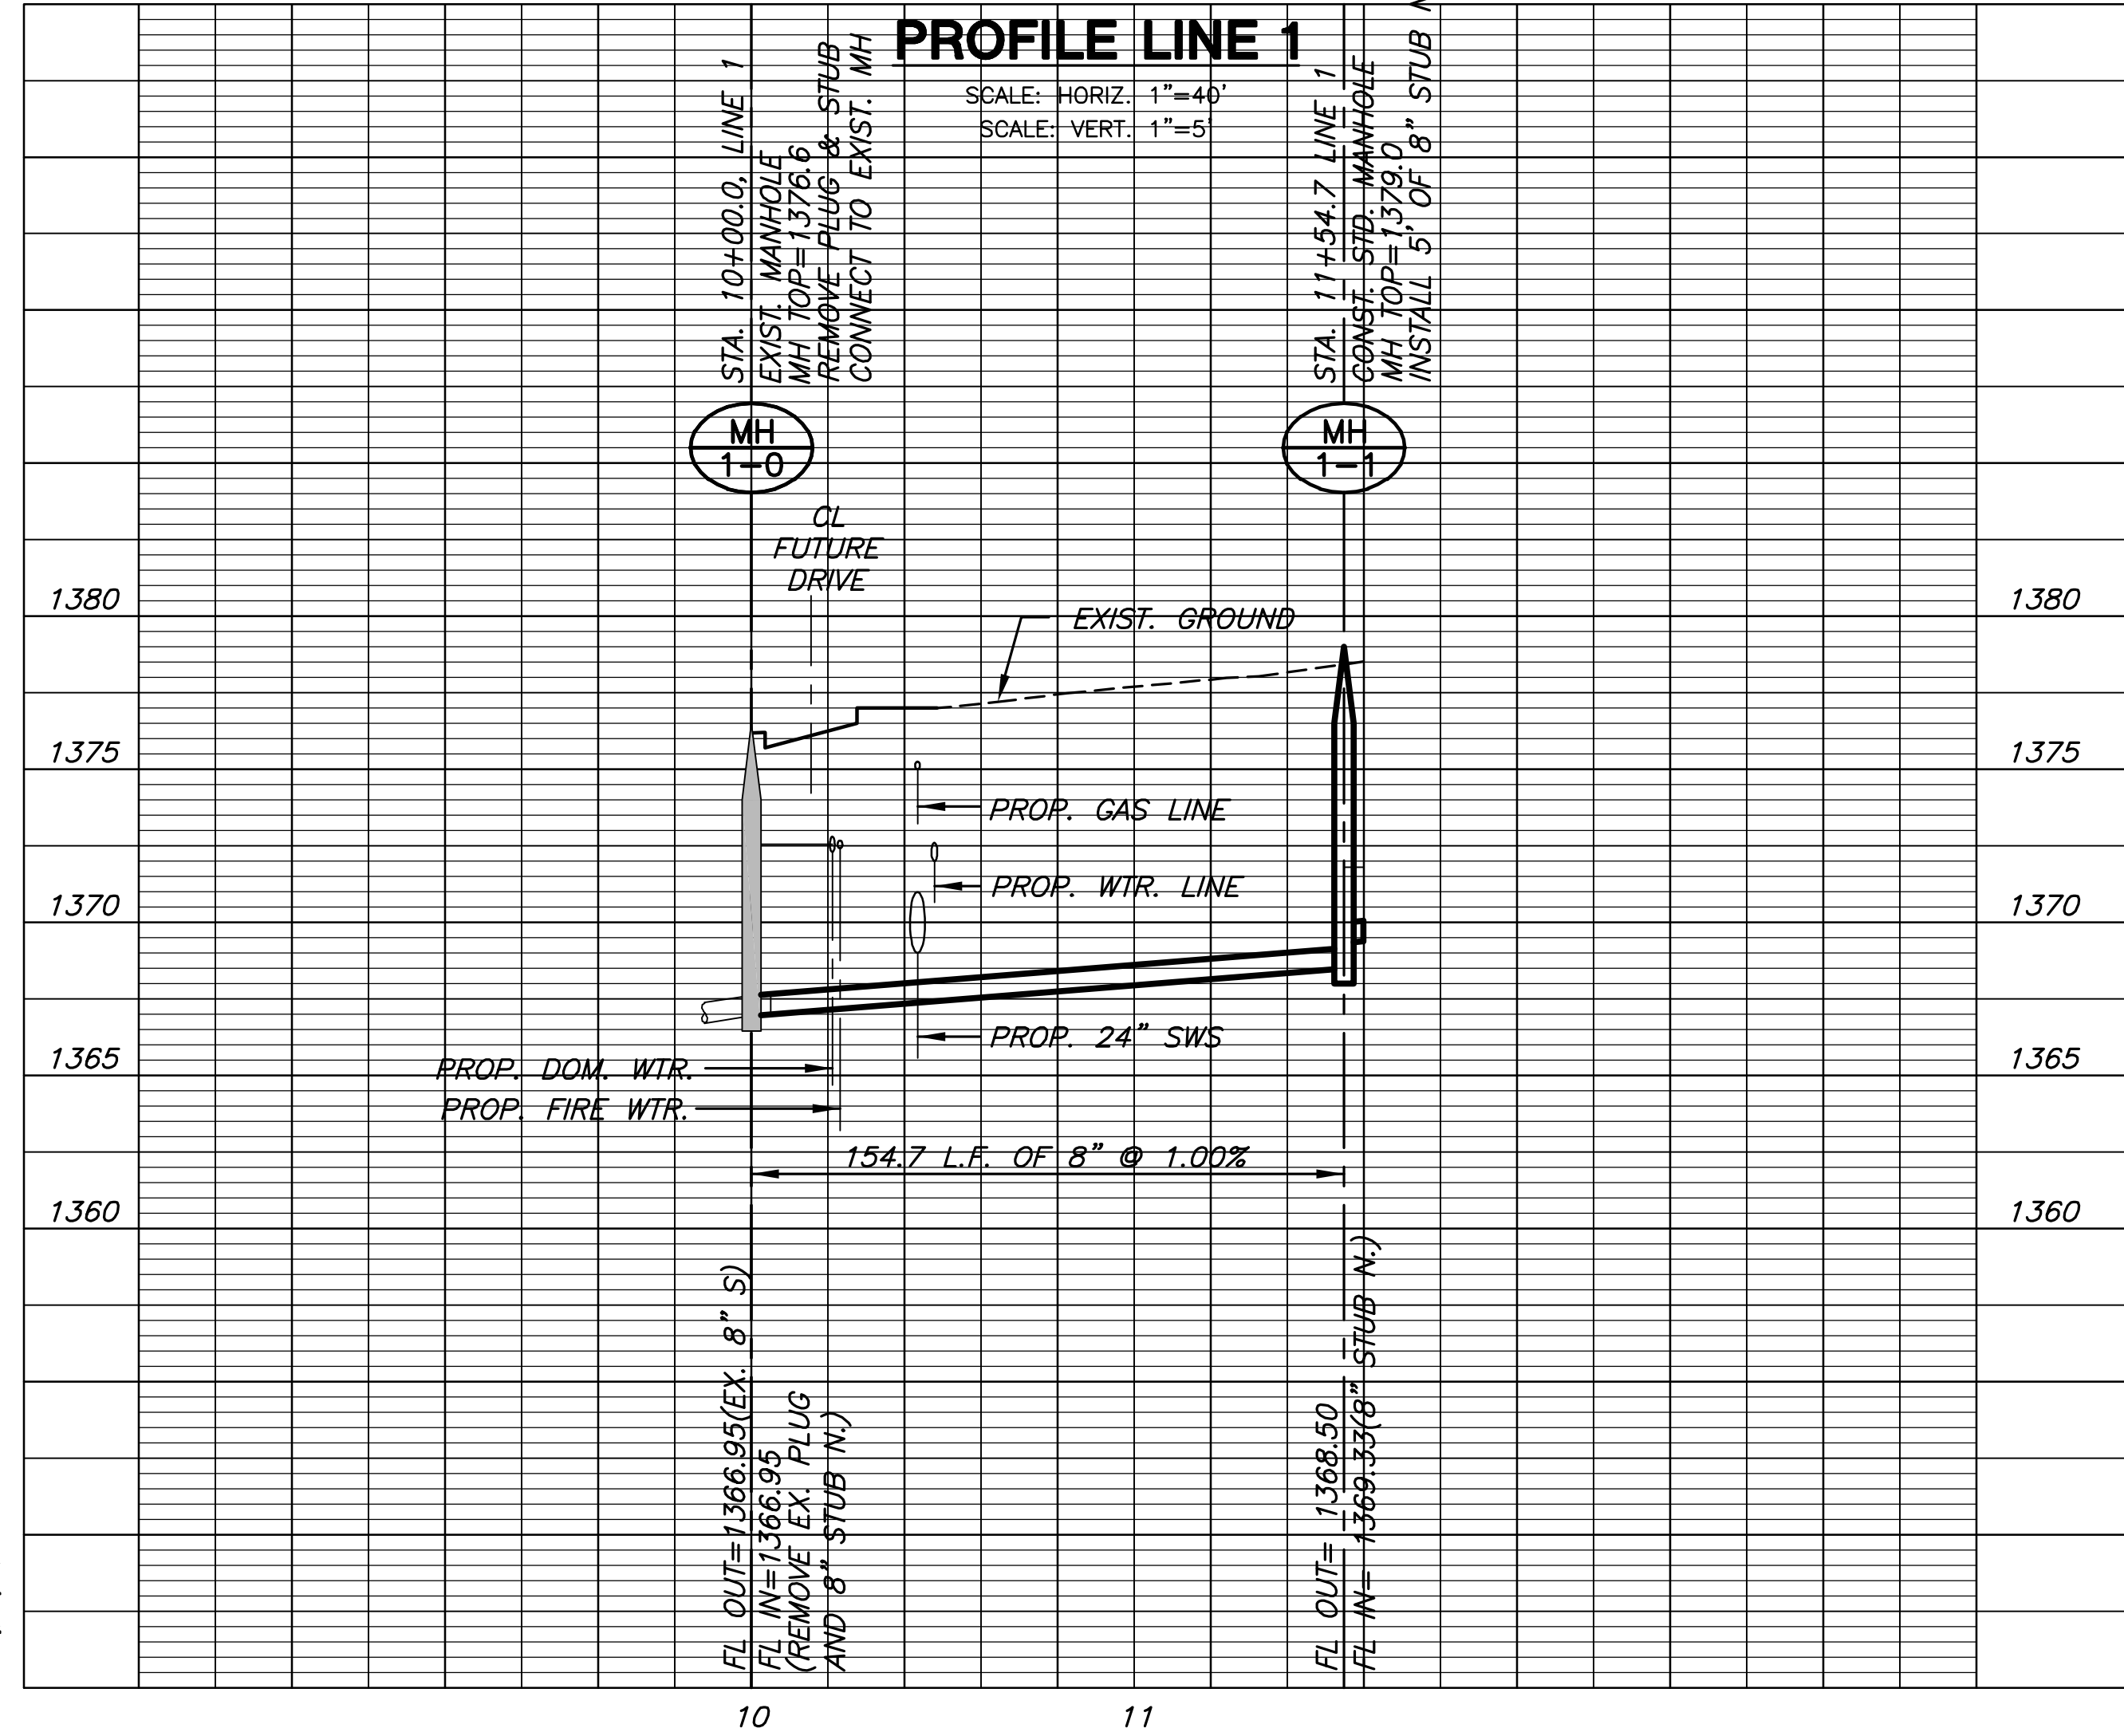 PROFILE LINE 1
SCALE: HORIZ. 1"=40'
SCALE: VERT. 1"=5'
STA. 10+00.0, LINE 1
EXIST. MANHOLE
MH TOP=1376.6
REMOVE PLUG & STUB
CONNECT TO EXIST. MH
STA. 11+54.7 LINE 1
CONST. STD. MANHOLE
MH TOP=1379.0
INSTALL 5' OF 8" STUB
MH
1-0
MH
1-1
CL
FUTURE
DRIVE
1380
EXIST. GROUND
1380
1375
PROP. GAS LINE
1375
1370
PROP. WTR. LINE
1370
1365
PROP. 24" SWS
1365
PROP. DOM. WTR.
PROP. FIRE WTR.
154.7 L.F. OF 8" @ 1.00%
1360
1360
FL OUT=1366.95(EX. 8" S)
FL IN=1366.95
(REMOVE EX. PLUG
AND 8" STUB N.)
FL OUT= 1368.50
FL IN= 1369.33(8" STUB N.)
10
11